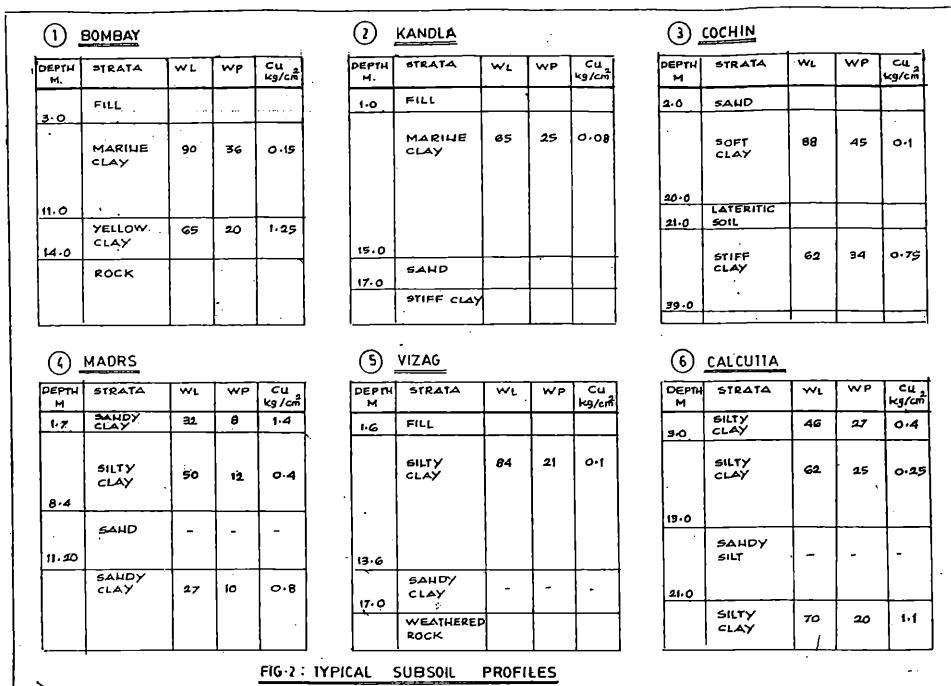 ① BOMBAY
DEPTH M. STRATA WL WP Cu kg/cm²
3.0 FILL
MARINE CLAY 90 36 0.15
11.0
YELLOW CLAY 65 20 1.25
14.0
ROCK
② KANDLA
DEPTH M. STRATA WL WP Cu kg/cm²
1.0 FILL
MARINE CLAY 65 25 0.08
15.0
SAND
17.0
STIFF CLAY
③ COCHIN
DEPTH M STRATA WL WP Cu kg/cm²
2.0 SAND
SOFT CLAY 88 45 0.1
20.0
LATERITIC SOIL
21.0
STIFF CLAY 62 34 0.75
39.0
④ MADRS
DEPTH M STRATA WL WP Cu kg/cm²
1.7 SANDY CLAY 32 8 1.4
SILTY CLAY 50 12 0.4
8.4
SAND - - -
11.20
SANDY CLAY 27 10 0.8
⑤ VIZAG
DEPTH M STRATA WL WP Cu kg/cm²
1.6 FILL
SILTY CLAY 84 21 0.1
13.6
SANDY CLAY - - -
17.0
WEATHERED ROCK
⑥ CALCUTTA
DEPTH M STRATA WL WP Cu kg/cm²
3.0 SILTY CLAY 46 27 0.4
SILTY CLAY 62 25 0.25
13.0
SANDY SILT - - -
21.0
SILTY CLAY 70 20 1.1
FIG-2: TYPICAL SUBSOIL PROFILES